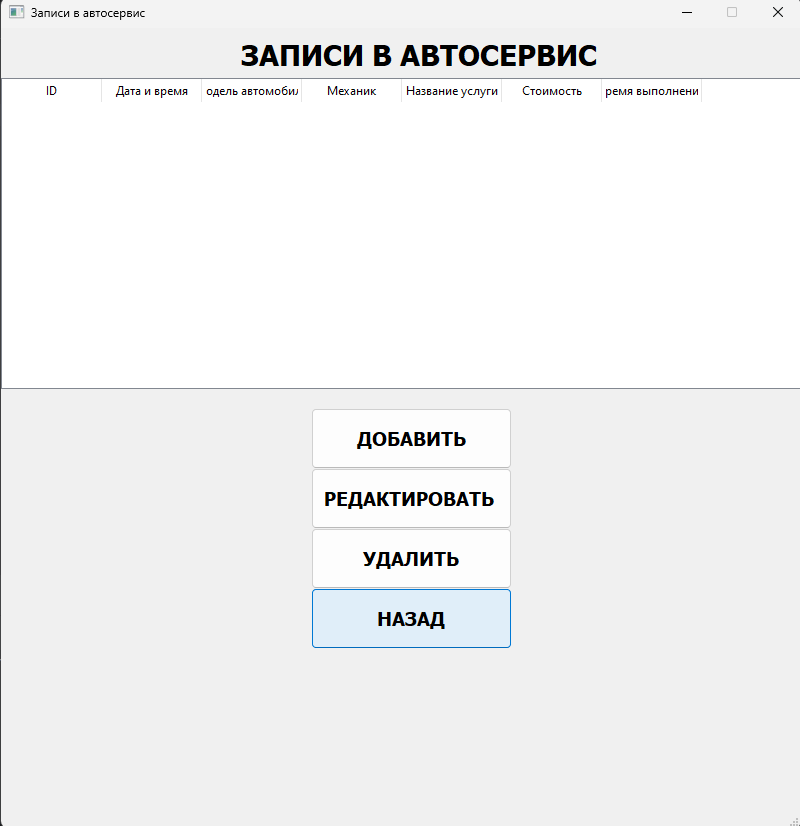 Записи в автосервис
ЗАПИСИ В АВТОСЕРВИС
ID Дата и время одель автомобил Механик Название услуги Стоимость ремя выполнени
ДОБАВИТЬ
РЕДАКТИРОВАТЬ
УДАЛИТЬ
НАЗАД